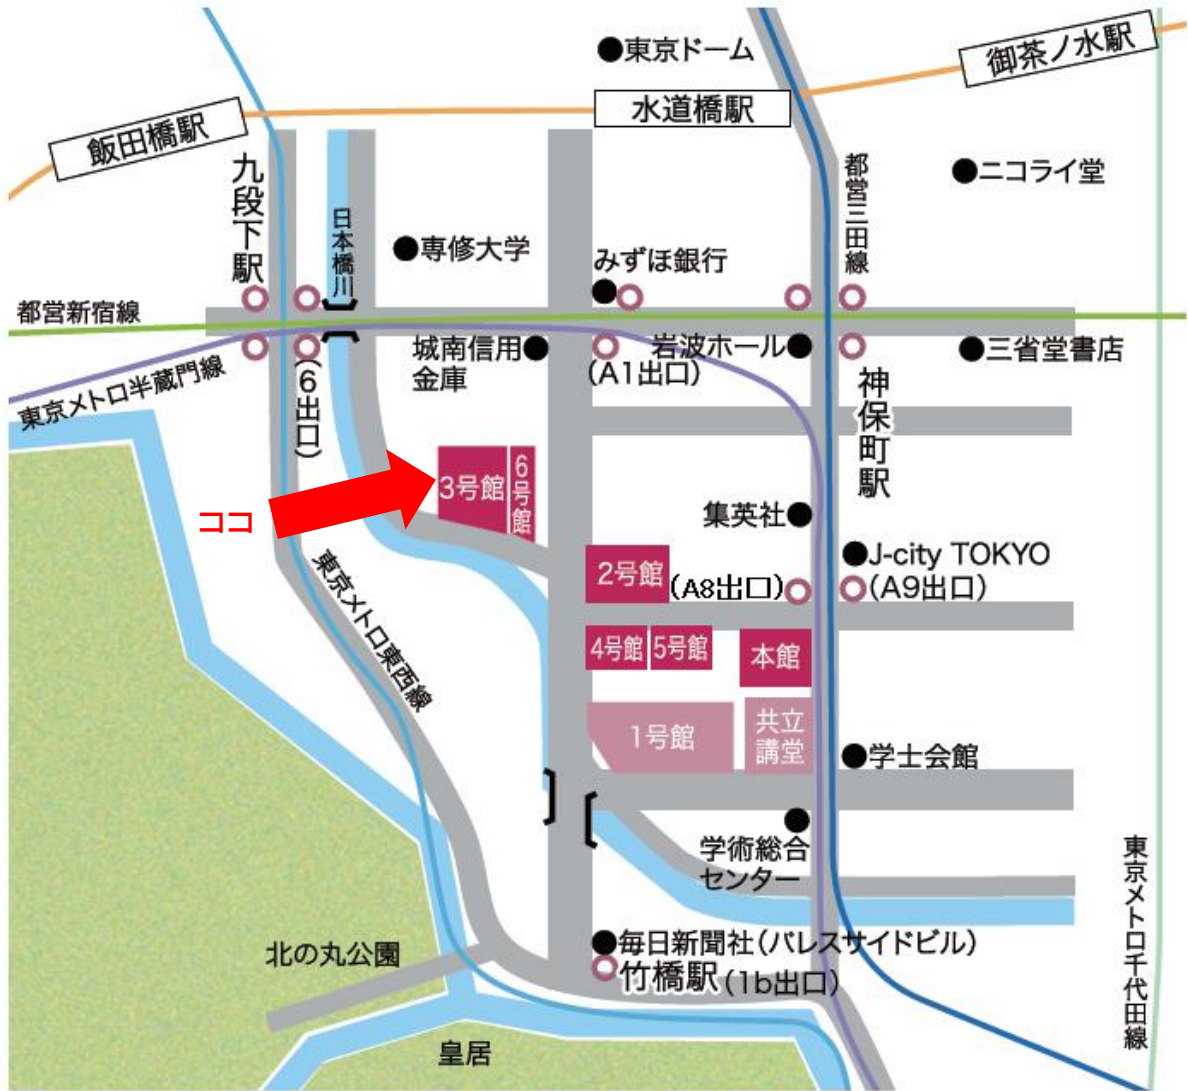 東京ドーム
御茶ノ水駅
水道橋駅
飯田橋駅
九段下駅
日本橋川
専修大学
みずほ銀行
都営三田線
ニコライ堂
都営新宿線
東京メトロ半蔵門線
(6出口)
城南信用
金庫
(A1出口)
岩波ホール
三省堂書店
神保町駅
ココ
3号館
6号館
集英社
2号館
(A8出口)
J-city TOKYO
(A9出口)
東京メトロ東西線
4号館
5号館
本館
1号館
共立
講堂
学士会館
学術総合
センター
東京メトロ千代田線
北の丸公園
毎日新聞社(パレスサイドビル)
竹橋駅(1b出口)
皇居